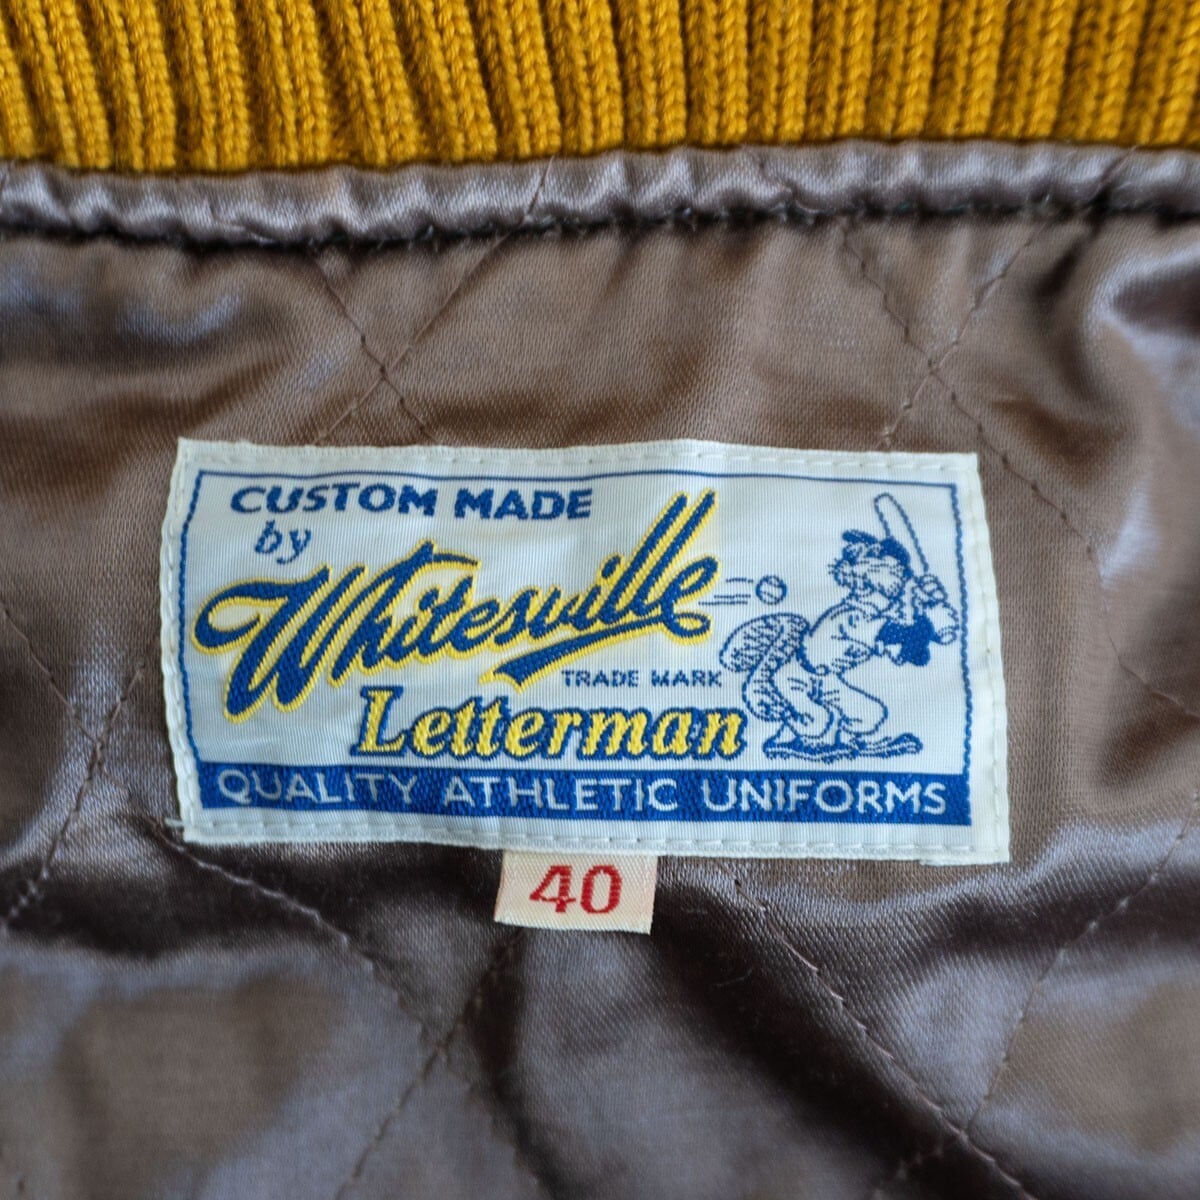 CUSTOM MADE
by
Whitesville
TRADE MARK
Letterman
QUALITY ATHLETIC UNIFORMS
40